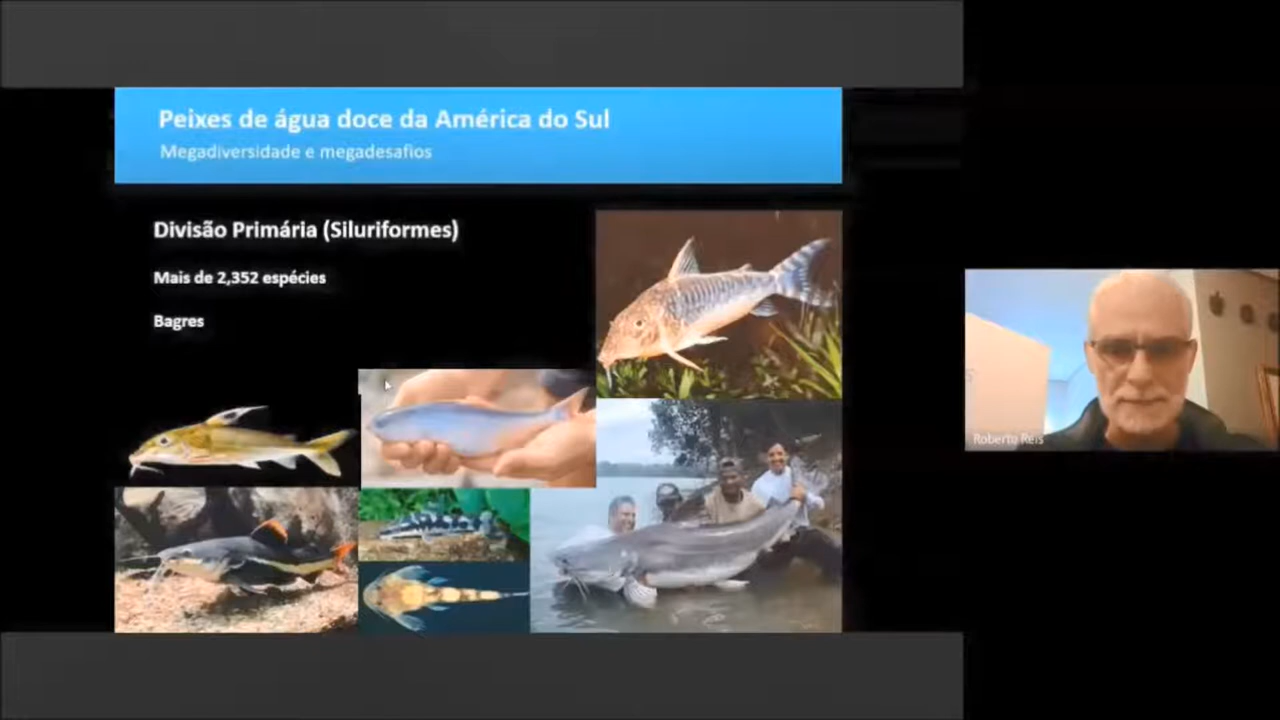 Peixes de água doce da América do Sul
Megadiversidade e megadesafios
Divisão Primária (Siluriformes)
Mais de 2,352 espécies
Bagres
Roberto Reis